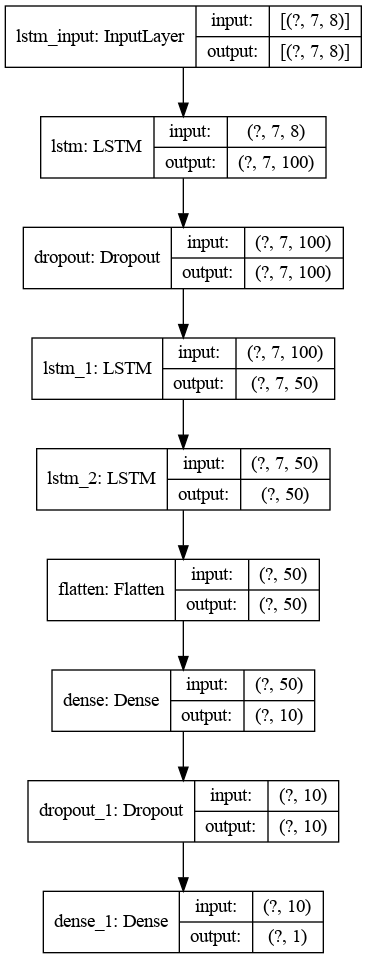 lstm_input: InputLayer
input: [(?, 7, 8)]
output: [(?, 7, 8)]
lstm: LSTM
input: (?, 7, 8)
output: (?, 7, 100)
dropout: Dropout
input: (?, 7, 100)
output: (?, 7, 100)
lstm_1: LSTM
input: (?, 7, 100)
output: (?, 7, 50)
lstm_2: LSTM
input: (?, 7, 50)
output: (?, 50)
flatten: Flatten
input: (?, 50)
output: (?, 50)
dense: Dense
input: (?, 50)
output: (?, 10)
dropout_1: Dropout
input: (?, 10)
output: (?, 10)
dense_1: Dense
input: (?, 10)
output: (?, 1)